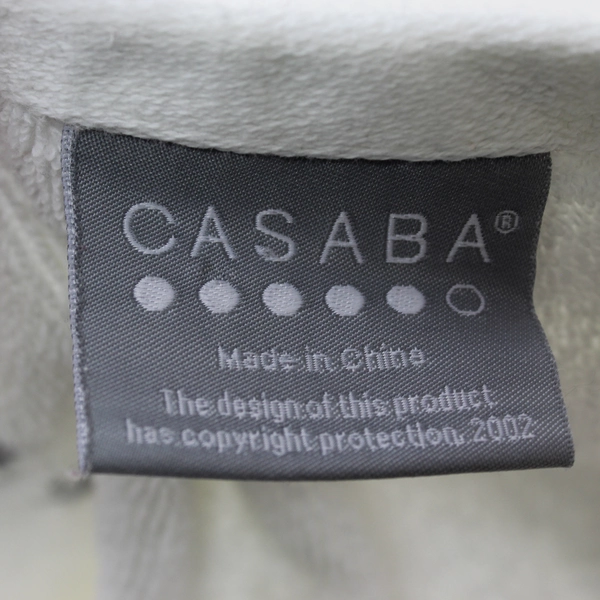 CASABA®
Made in China
The design of this product
has copyright protection, 2002